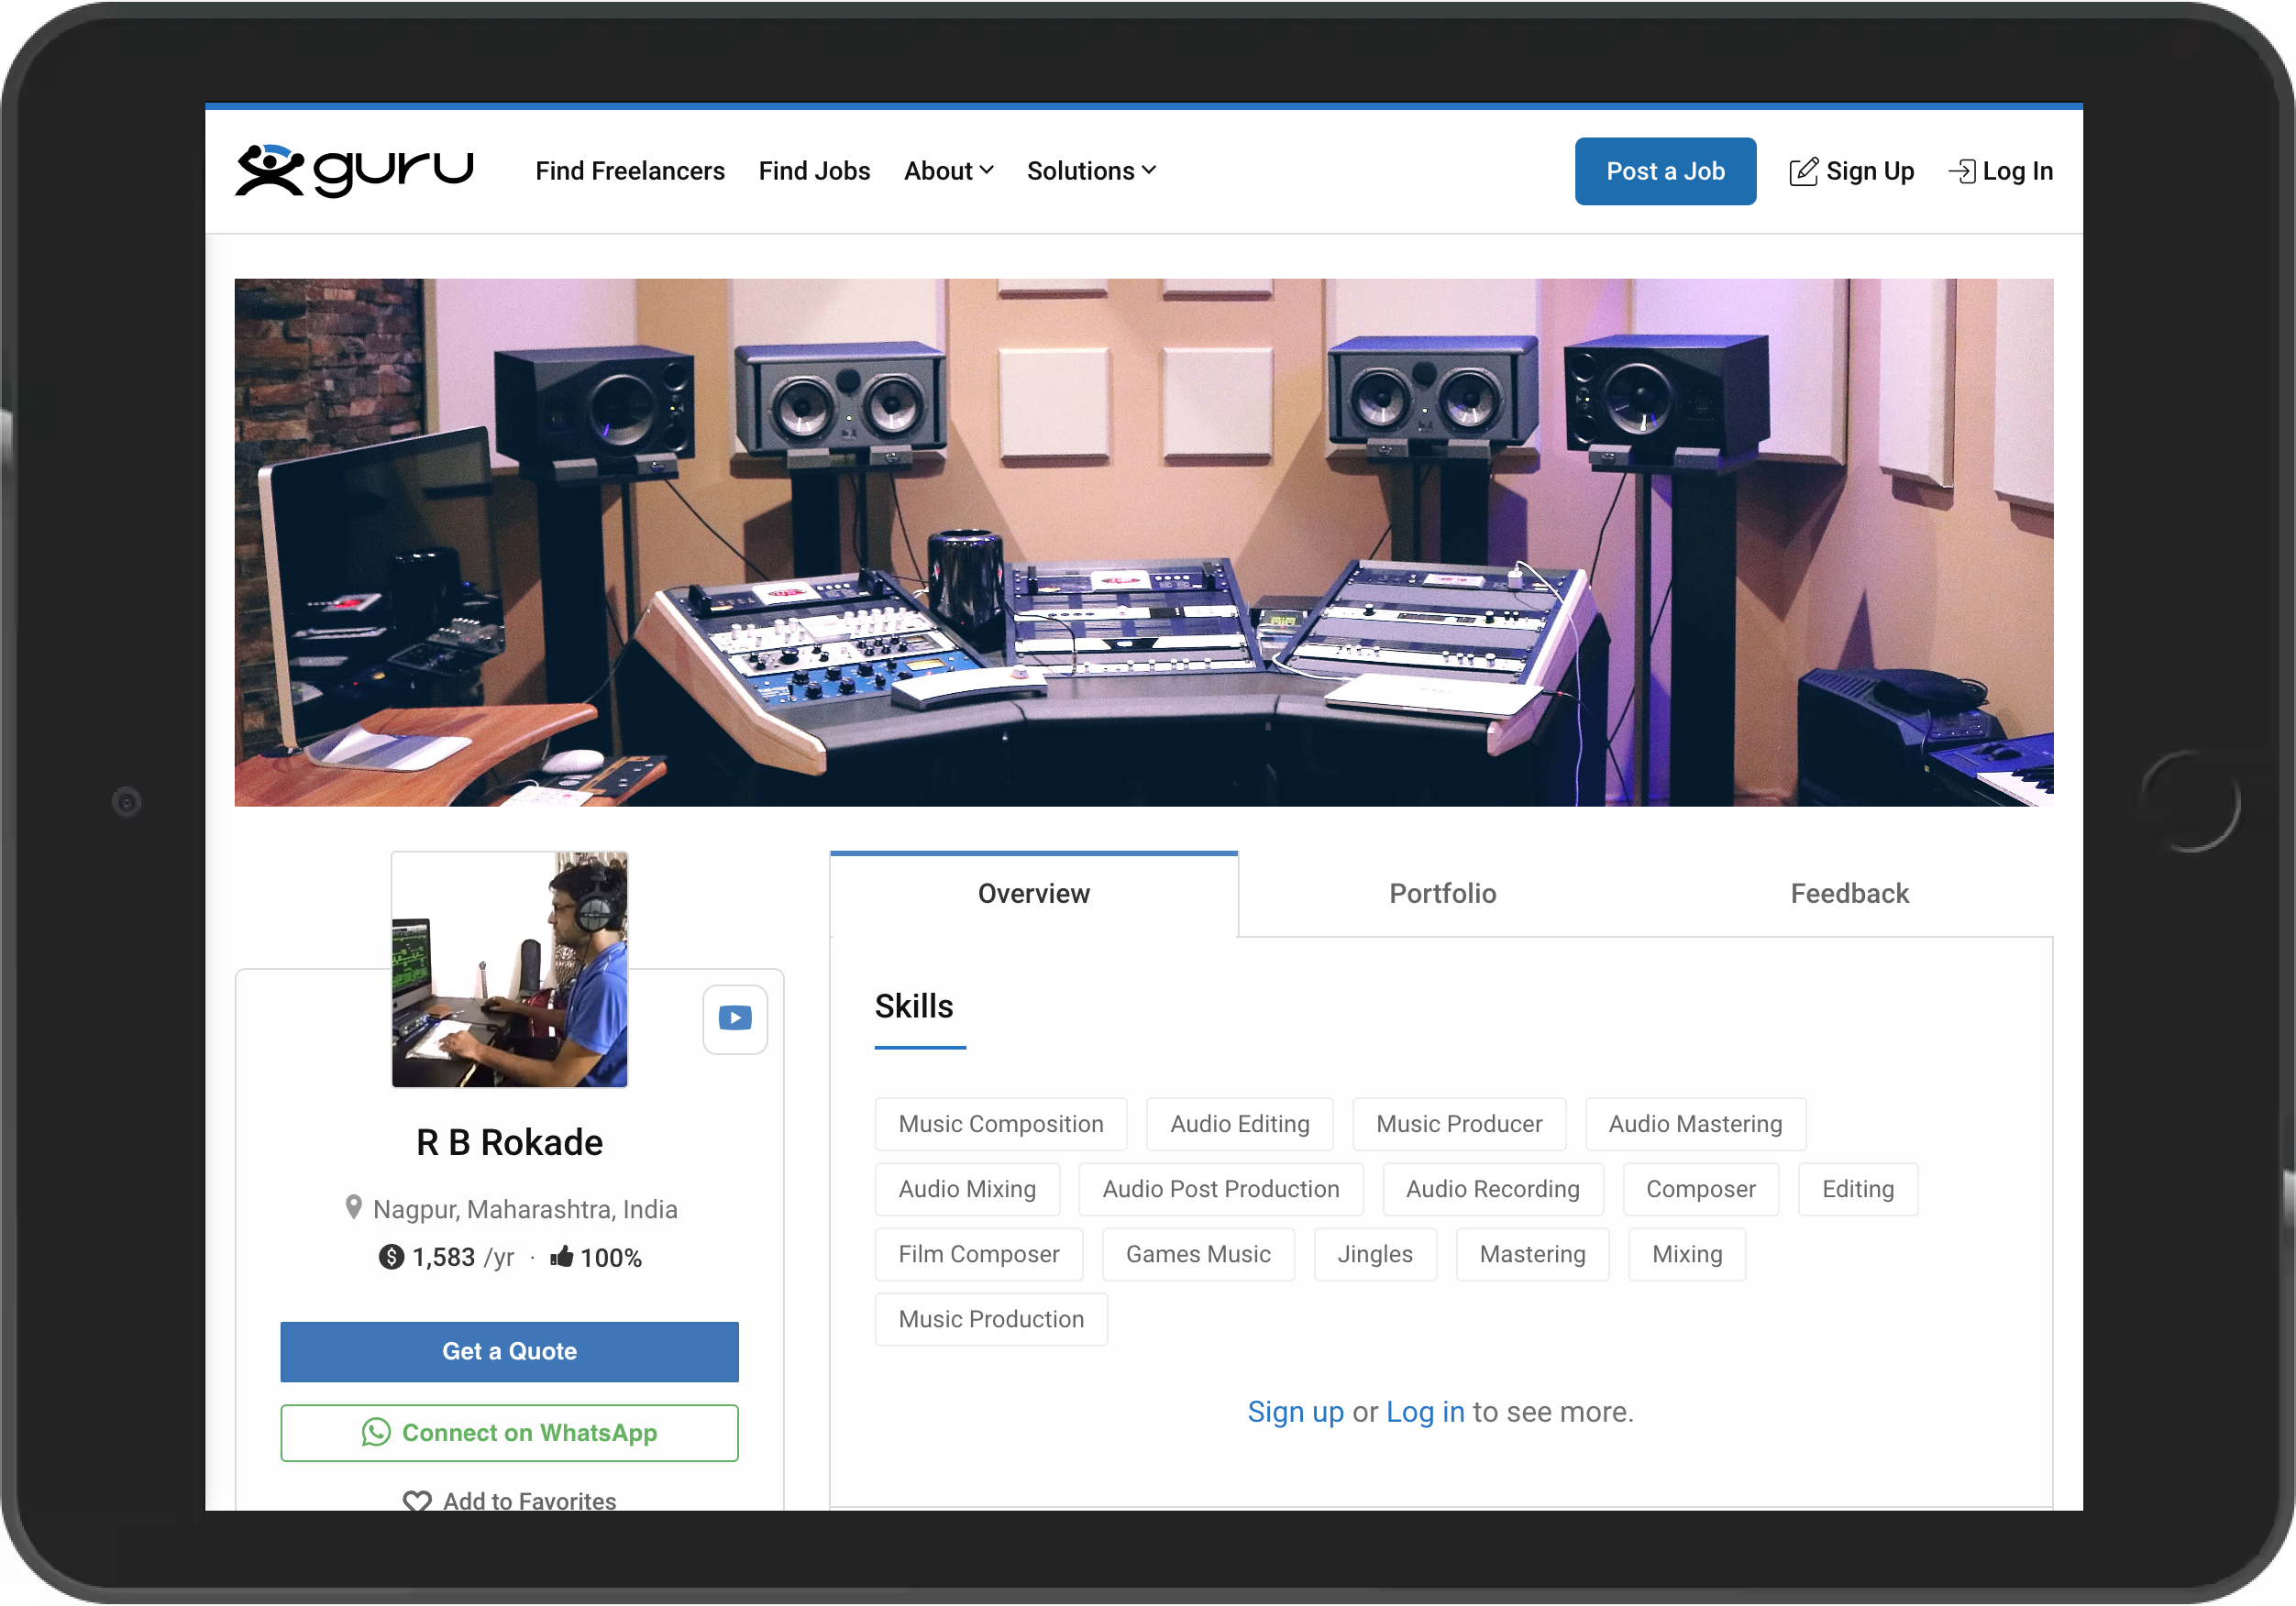 guru
Find Freelancers
Find Jobs
About
Solutions
Post a Job
Sign Up
Log In
R B Rokade
Nagpur, Maharashtra, India
$ 1,583 /yr · 100%
Get a Quote
Connect on WhatsApp
Add to Favorites
Overview
Portfolio
Feedback
Skills
Music Composition
Audio Editing
Music Producer
Audio Mastering
Audio Mixing
Audio Post Production
Audio Recording
Composer
Editing
Film Composer
Games Music
Jingles
Mastering
Mixing
Music Production
Sign up or Log in to see more.